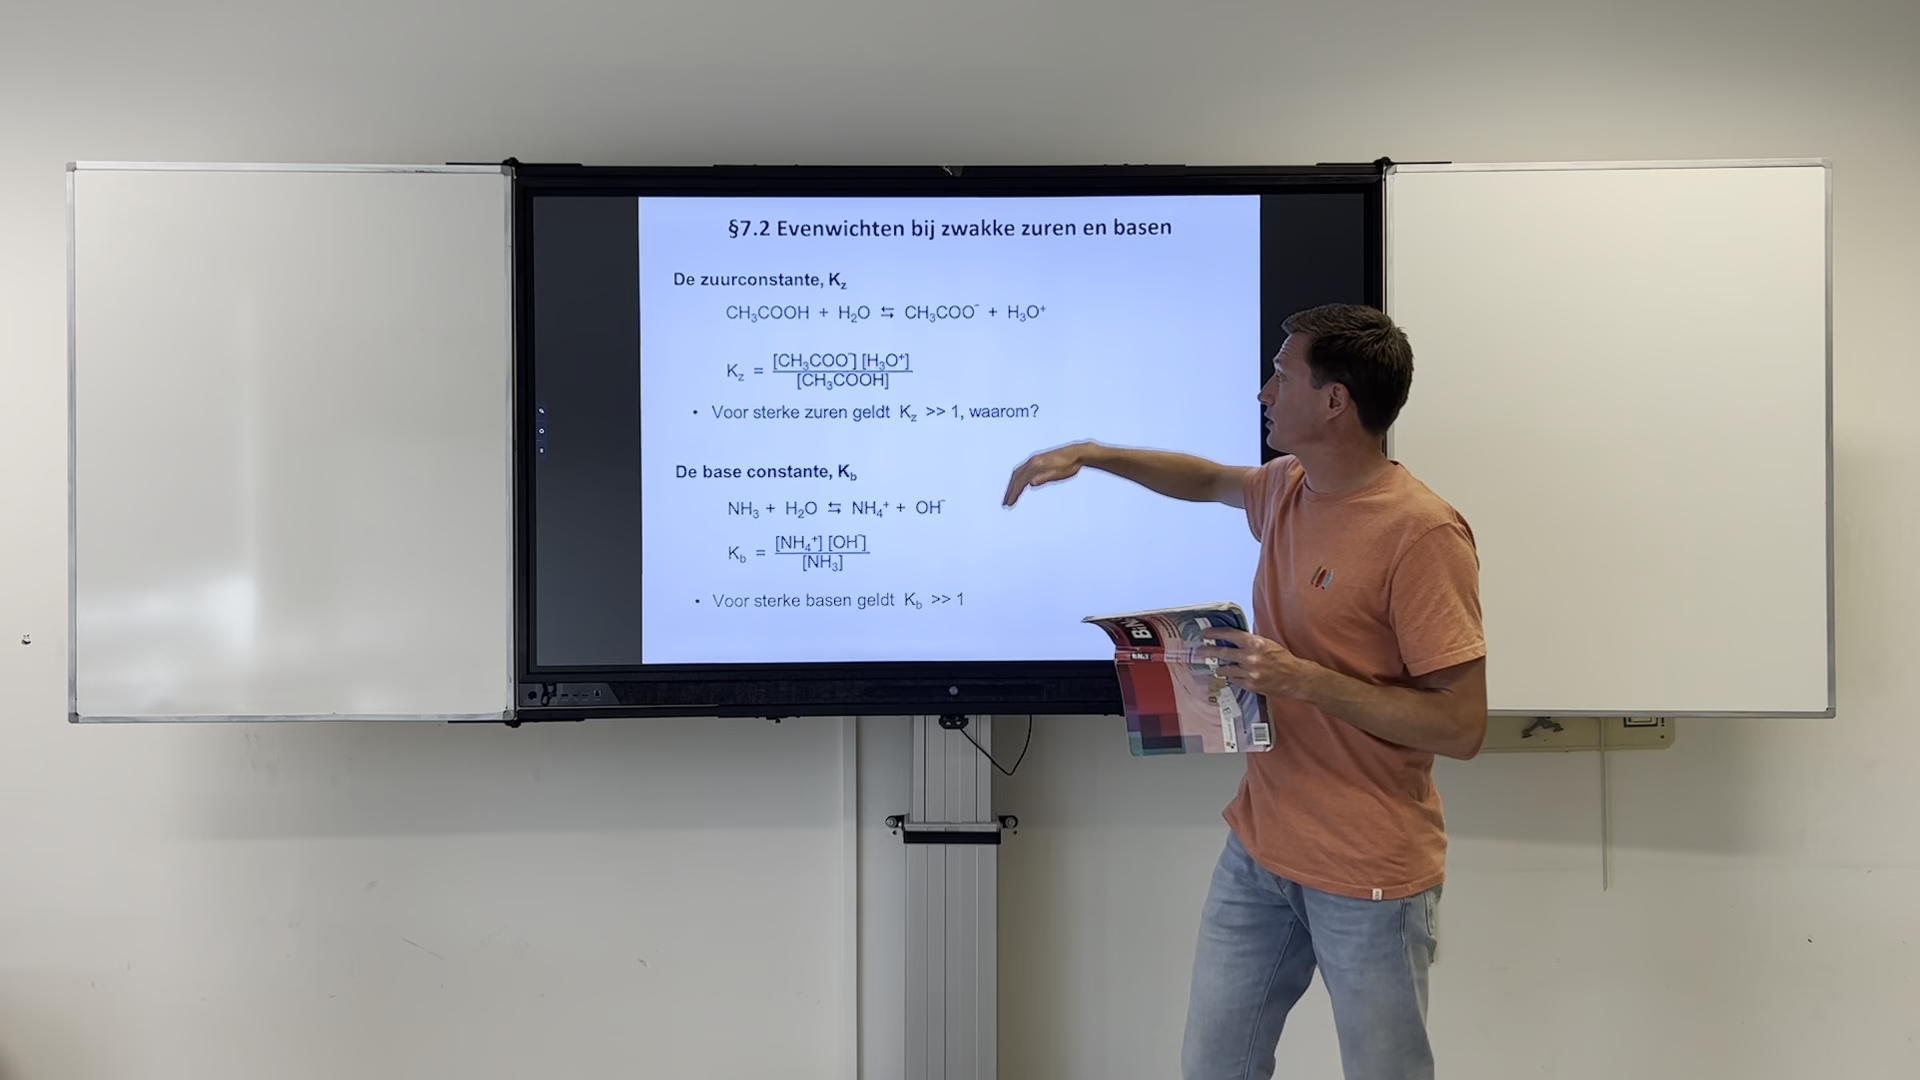 §7.2 Evenwichten bij zwakke zuren en basen
De zuurconstante, Kz
CH₃COOH + H₂O ⇆ CH₃COO⁻ + H₃O⁺
Kz = [CH₃COO⁻] [H₃O⁺]
[CH₃COOH]
• Voor sterke zuren geldt Kz >> 1, waarom?
De base constante, Kb
NH₃ + H₂O ⇆ NH₄⁺ + OH⁻
Kb = [NH₄⁺] [OH⁻]
[NH₃]
• Voor sterke basen geldt Kb >> 1